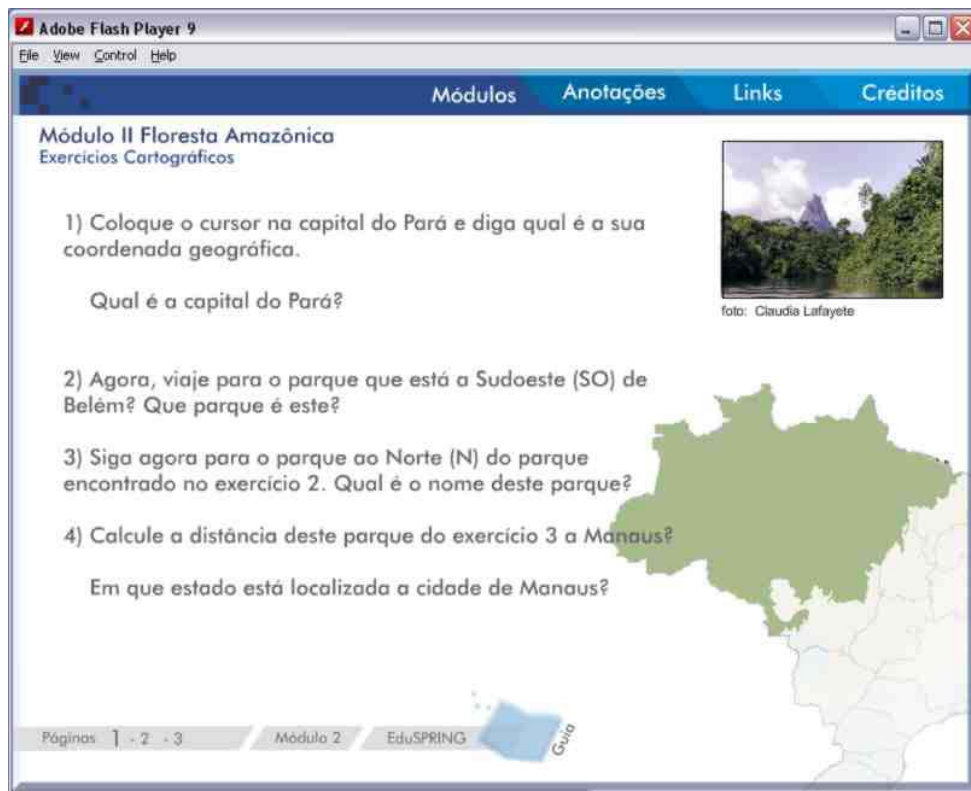 Adobe Flash Player 9
File View Control Help
Módulos Anotações Links Créditos
Módulo II Floresta Amazônica
Exercícios Cartográficos
1) Coloque o cursor na capital do Pará e diga qual é a sua
coordenada geográfica.
Qual é a capital do Pará?
foto: Claudia Lafayete
2) Agora, viaje para o parque que está a Sudoeste (SO) de
Belém? Que parque é este?
3) Siga agora para o parque ao Norte (N) do parque
encontrado no exercício 2. Qual é o nome deste parque?
4) Calcule a distância deste parque do exercício 3 a Manaus?
Em que estado está localizada a cidade de Manaus?
Páginas 1 - 2 - 3 Módulo 2 EduSPRING Guia